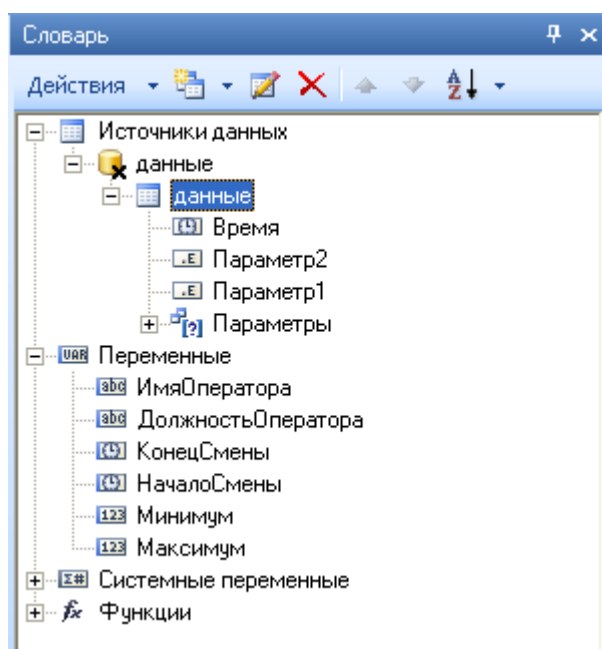 Словарь
Действия
Источники данных
данные
данные
Время
Параметр2
Параметр1
Параметры
Переменные
ИмяОператора
ДолжностьОператора
КонецСмены
НачалоСмены
Минимум
Максимум
Системные переменные
Функции